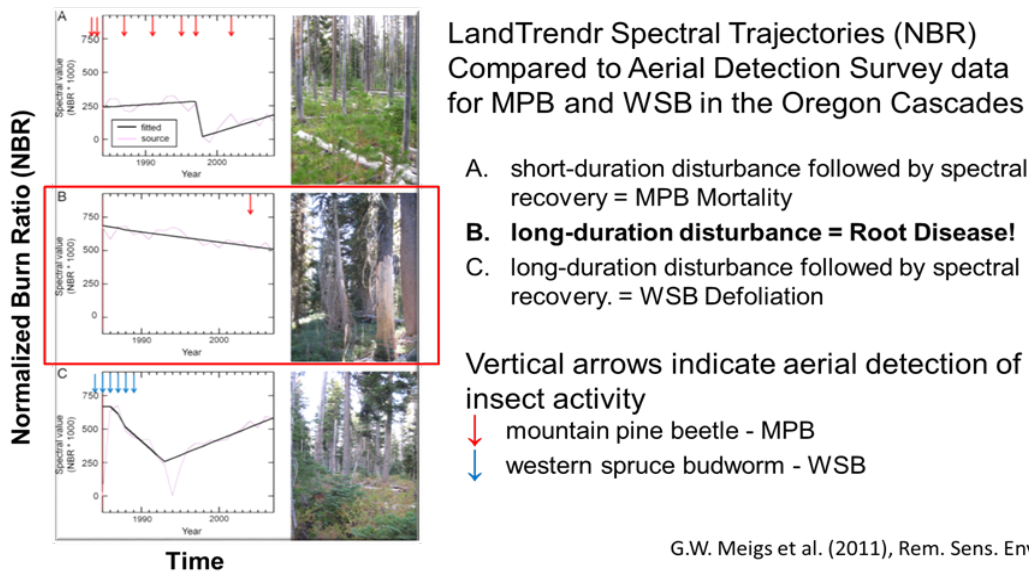 LandTrendr Spectral Trajectories (NBR)
Compared to Aerial Detection Survey data
for MPB and WSB in the Oregon Cascades
A. short-duration disturbance followed by spectral
recovery = MPB Mortality
B. long-duration disturbance = Root Disease!
C. long-duration disturbance followed by spectral
recovery. = WSB Defoliation
Vertical arrows indicate aerial detection of
insect activity
mountain pine beetle - MPB
western spruce budworm - WSB
G.W. Meigs et al. (2011), Rem. Sens. Env
Normalized Burn Ratio (NBR)
Time
A
Spectral value
(NBR * 1000)
750
500
250
0
fitted
source
1990
2000
Year
B
Spectral value
(NBR * 1000)
750
500
250
0
1990
2000
Year
C
Spectral value
(NBR * 1000)
750
500
250
0
1990
2000
Year